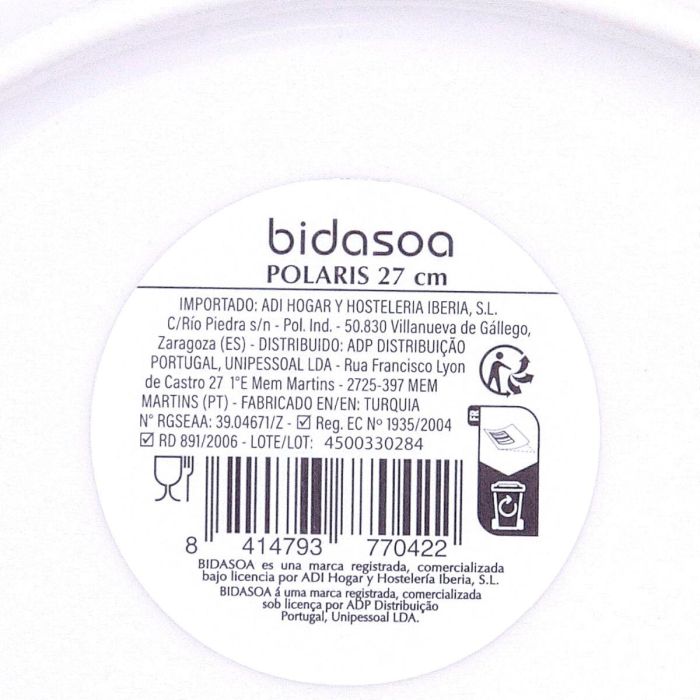 bidasoa
POLARIS 27 cm
IMPORTADO: ADI HOGAR Y HOSTELERIA IBERIA, S.L.
C/Río Piedra s/n - Pol. Ind. - 50.830 Villanueva de Gállego,
Zaragoza (ES) - DISTRIBUIDO: ADP DISTRIBUIÇÃO
PORTUGAL, UNIPESSOAL LDA - Rua Francisco Lyon
de Castro 27 1ºE Mem Martins - 2725-397 MEM
MARTINS (PT) - FABRICADO EN/EN: TURQUIA
Nº RGSEAA: 39.04671/Z - ☑ Reg. EC Nº 1935/2004
☑ RD 891/2006 - LOTE/LOT: 4500330284
FR
8 414793 770422
BIDASOA es una marca registrada, comercializada
bajo licencia por ADI Hogar y Hostelería Iberia, S.L.
BIDASOA á uma marca registrada, comercializada
sob licença por ADP Distribuição
Portugal, Unipessoal LDA.